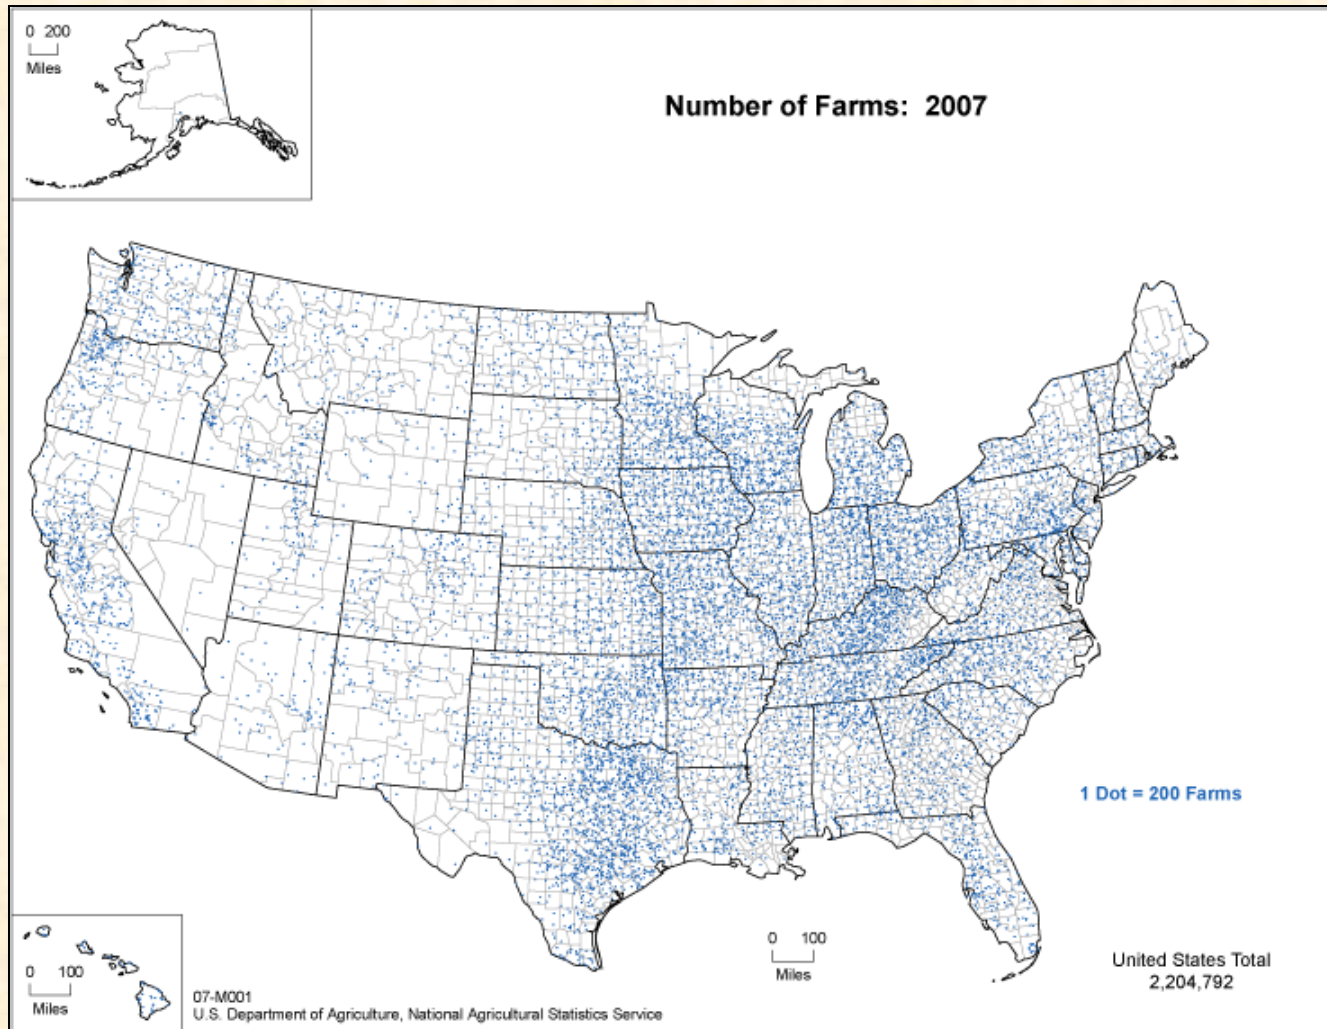 0 200
Miles
Number of Farms: 2007
1 Dot = 200 Farms
0 100
Miles
United States Total
2,204,792
0 100
Miles
07-M001
U.S. Department of Agriculture, National Agricultural Statistics Service